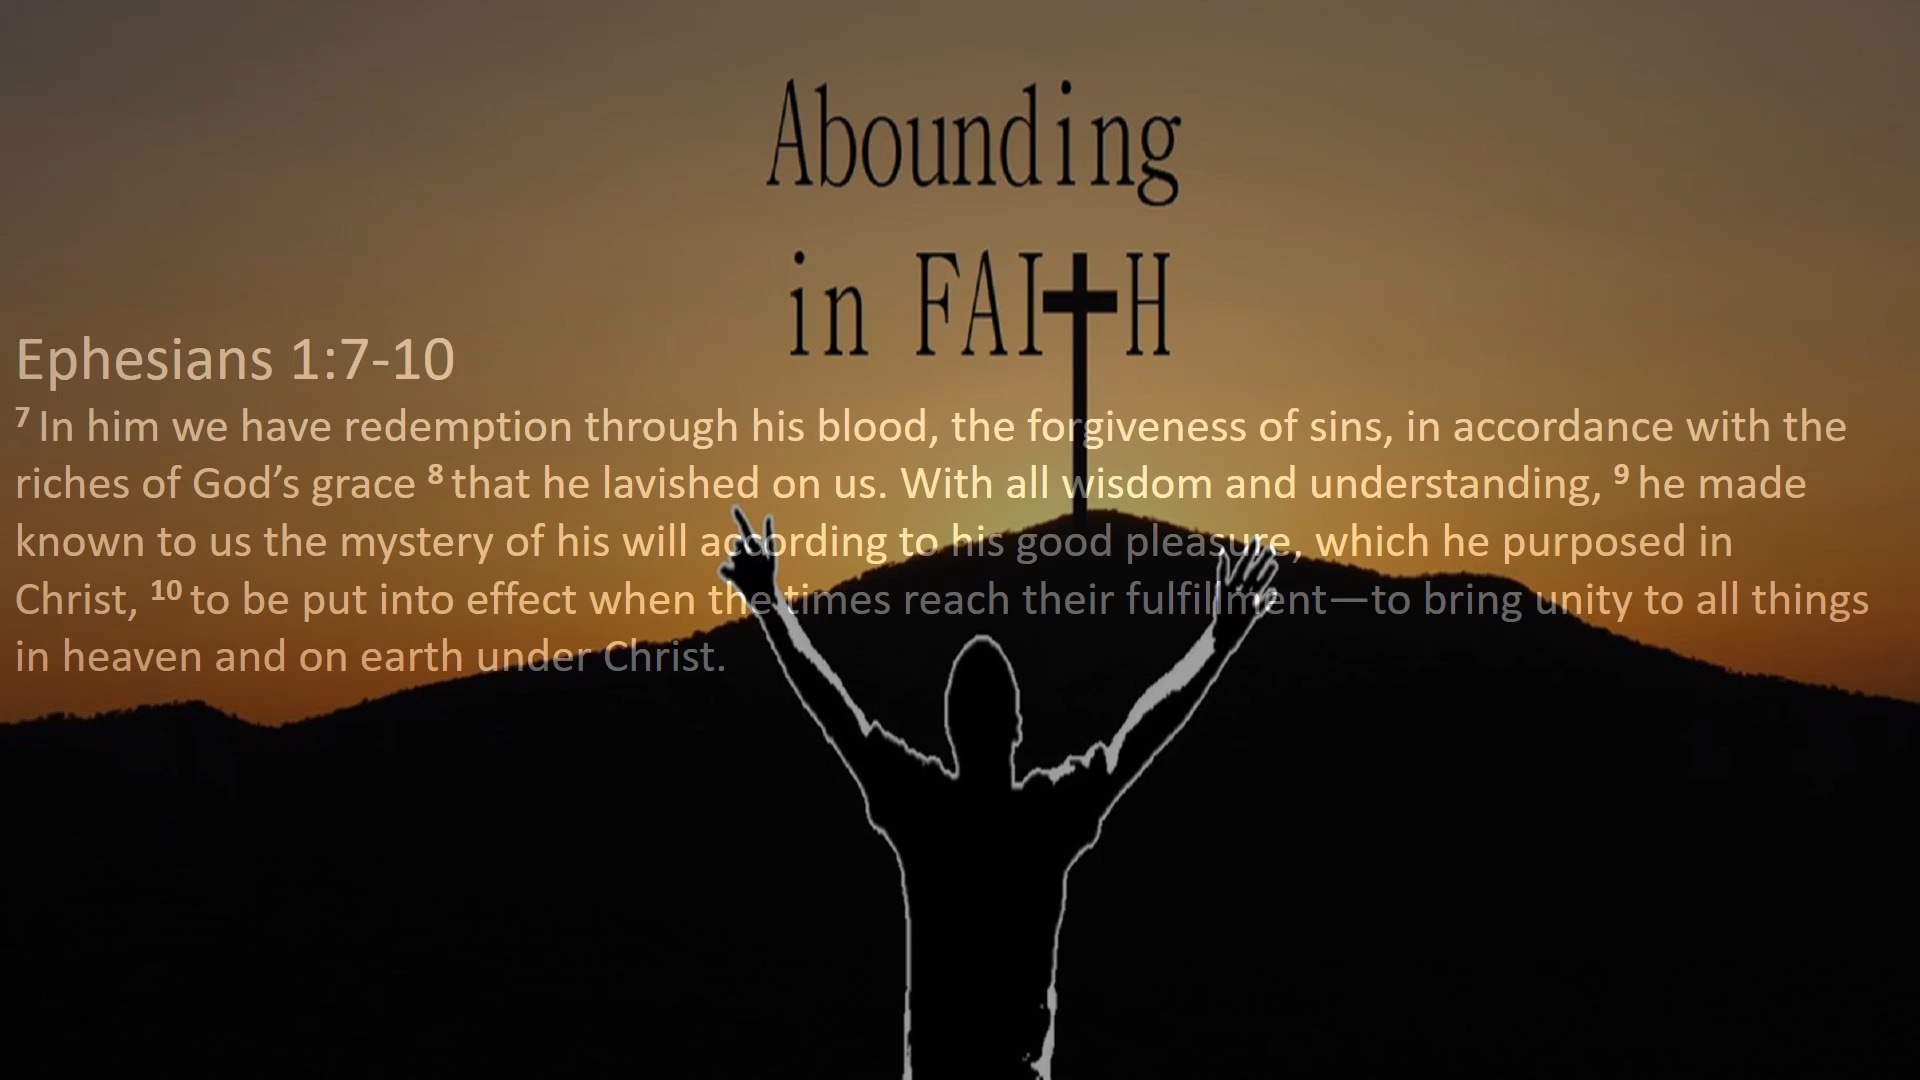 Abounding
in FAITH
Ephesians 1:7-10
7 In him we have redemption through his blood, the forgiveness of sins, in accordance with the
riches of God’s grace 8 that he lavished on us. With all wisdom and understanding, 9 he made
known to us the mystery of his will according to his good pleasure, which he purposed in
Christ, 10 to be put into effect when the times reach their fulfillment—to bring unity to all things
in heaven and on earth under Christ.